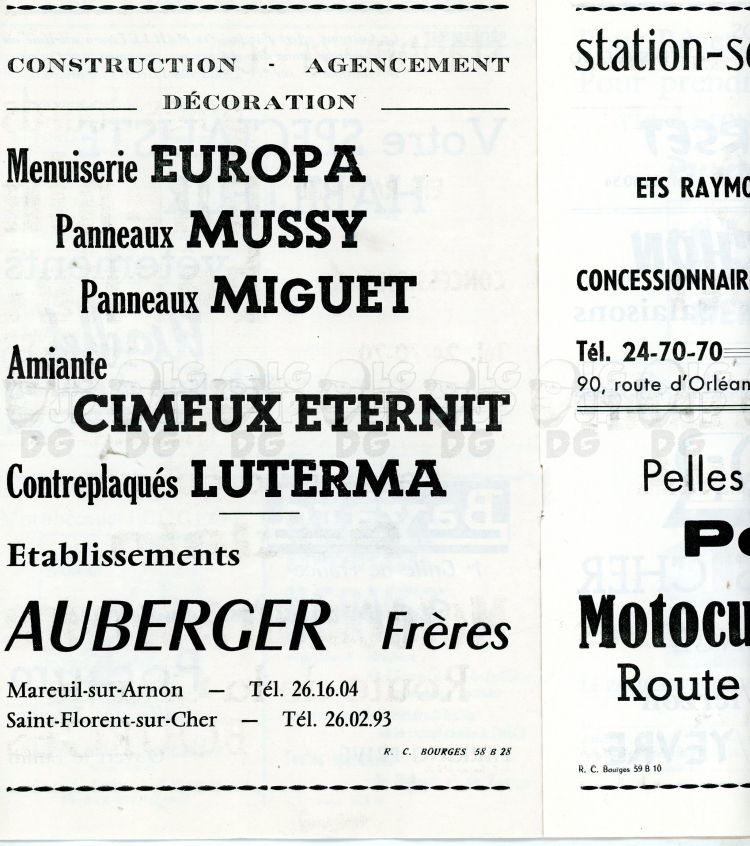 CONSTRUCTION - AGENCEMENT
DÉCORATION
Menuiserie EUROPA
Panneaux MUSSY
Panneaux MIGUET
Amiante
CIMEUX ETERNIT
Contreplaqués LUTERMA
Etablissements
AUBERGER Frères
Mareuil-sur-Arnon — Tél. 26.16.04
Saint-Florent-sur-Cher — Tél. 26.02.93
R. C. BOURGES 58 B 28
station-se
ETS RAYMO
CONCESSIONNAIR
Tél. 24-70-70
90, route d'Orléan
Pelles
Po
Motocu
Route
R. C. Bourges 59 B 10